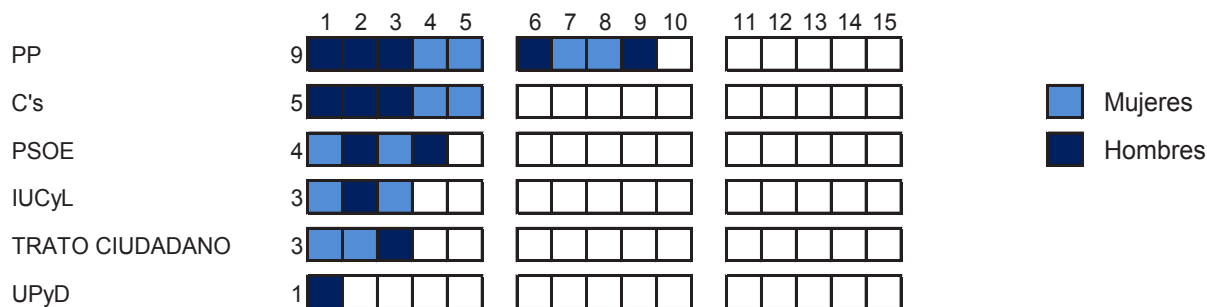 1 2 3 4 5 6 7 8 9 10 11 12 13 14 15
PP 9
C's 5
Mujeres
PSOE 4
Hombres
IUCyL 3
TRATO CIUDADANO 3
UPyD 1